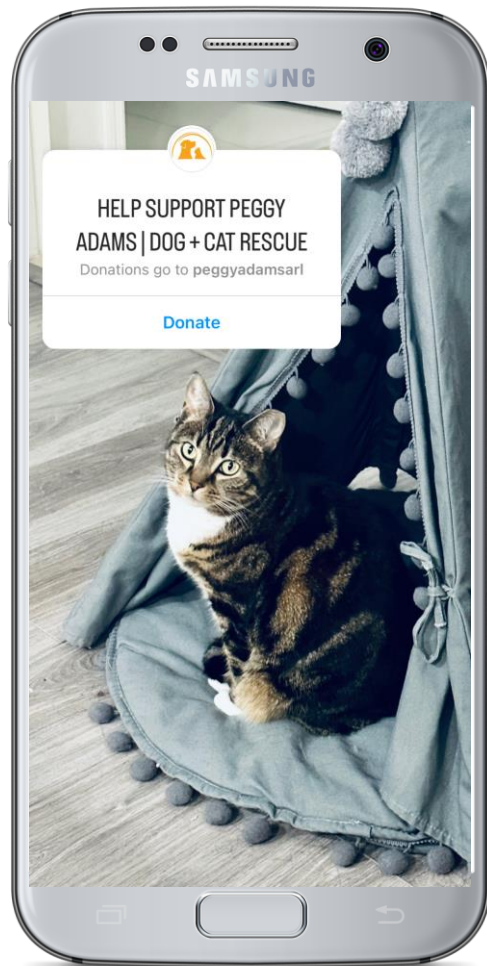 SAMSUNG
HELP SUPPORT PEGGY
ADAMS | DOG + CAT RESCUE
Donations go to peggyadamsarl
Donate